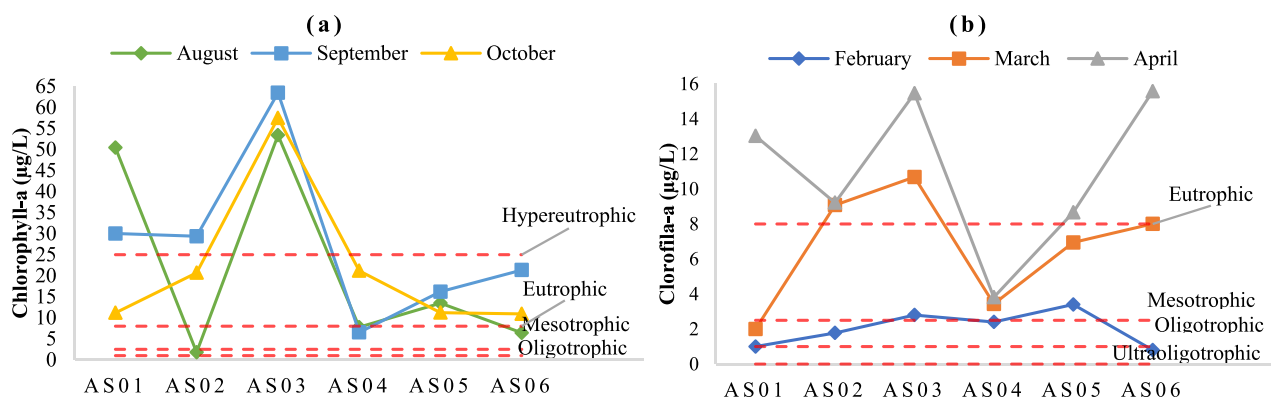 (a)
August September October
Chlorophyll-a (µg/L)
65
60
55
50
45
40
35
30
25
20
15
10
5
0
Hypereutrophic
Eutrophic
Mesotrophic
Oligotrophic
AS01 AS02 AS03 AS04 AS05 AS06
(b)
February March April
Clorofila-a (µg/L)
16
14
12
10
8
6
4
2
0
Eutrophic
Mesotrophic
Oligotrophic
Ultraoligotrophic
AS01 AS02 AS03 AS04 AS05 AS06